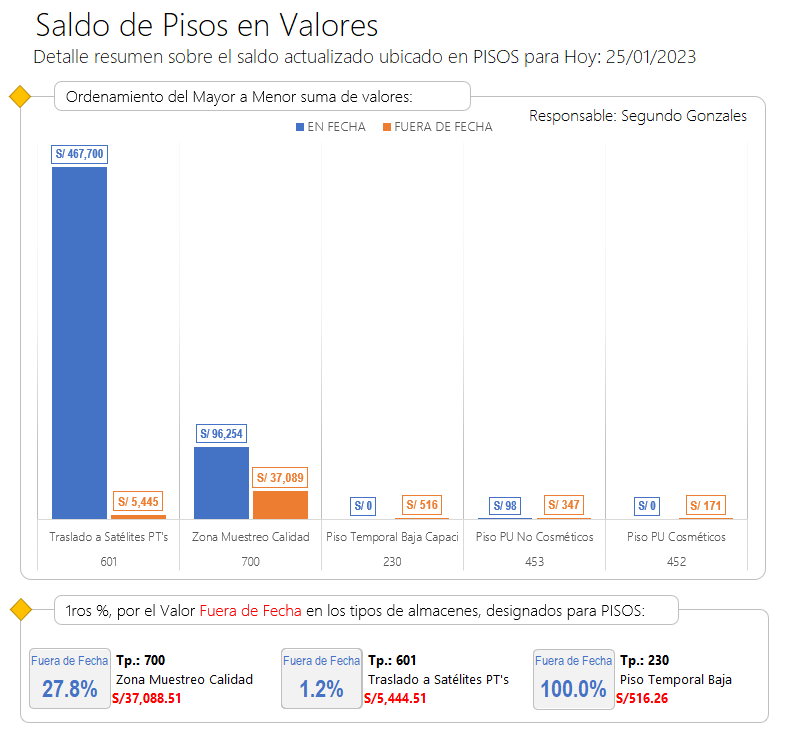 Saldo de Pisos en Valores
Detalle resumen sobre el saldo actualizado ubicado en PISOS para Hoy: 25/01/2023
Ordenamiento del Mayor a Menor suma de valores:
Responsable: Segundo Gonzales
EN FECHA FUERA DE FECHA
S/ 467,700
S/ 96,254
S/ 37,089
S/ 5,445 S/ 0 S/ 516 S/ 98 S/ 347 S/ 0 S/ 171
Traslado a Satélites PT's Zona Muestreo Calidad Piso Temporal Baja Capaci Piso PU No Cosméticos Piso PU Cosméticos
601 700 230 453 452
1ros %, por el Valor Fuera de Fecha en los tipos de almacenes, designados para PISOS:
Fuera de Fecha Tp.: 700 Fuera de Fecha Tp.: 601 Fuera de Fecha Tp.: 230
27.8% Zona Muestreo Calidad 1.2% Traslado a Satélites PT's 100.0% Piso Temporal Baja
S/37,088.51 S/5,444.51 S/516.26